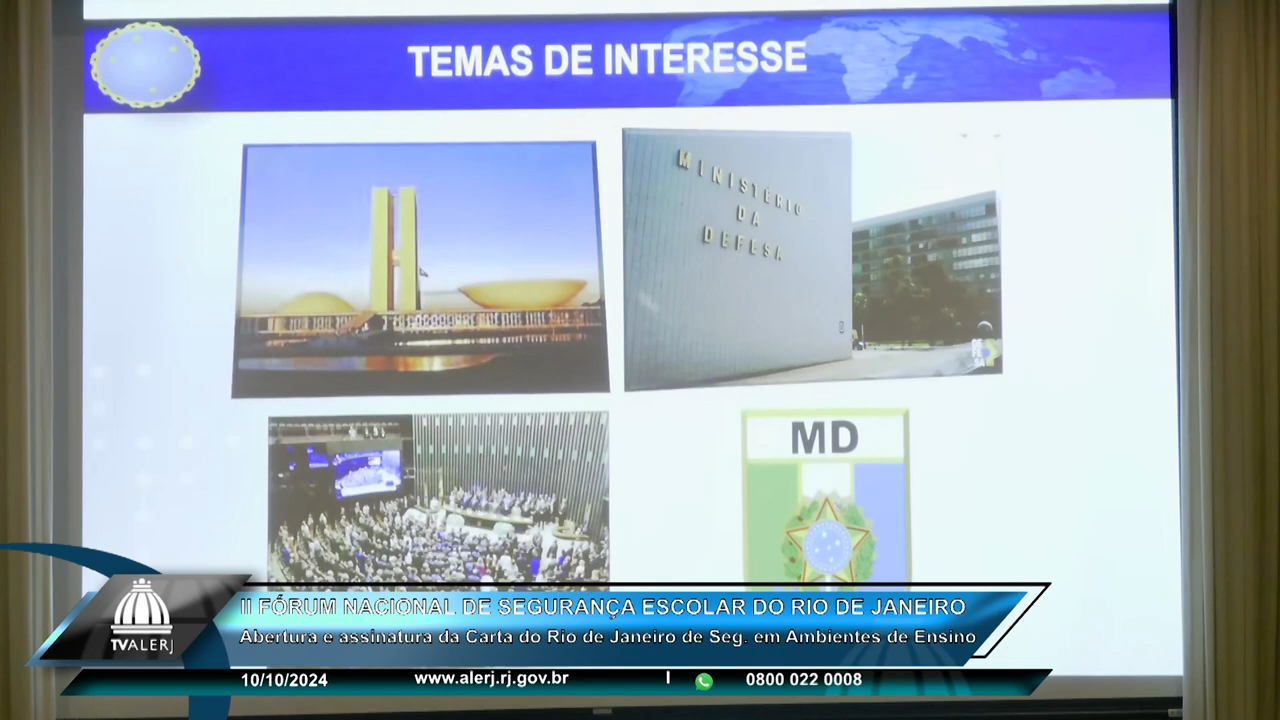 TEMAS DE INTERESSE
MINISTÉRIO
DA
DEFESA
MD
II FÓRUM NACIONAL DE SEGURANÇA ESCOLAR DO RIO DE JANEIRO
Abertura e assinatura da Carta do Rio de Janeiro de Seg. em Ambientes de Ensino
TVALERJ
10/10/2024 www.alerj.rj.gov.br | 0800 022 0008